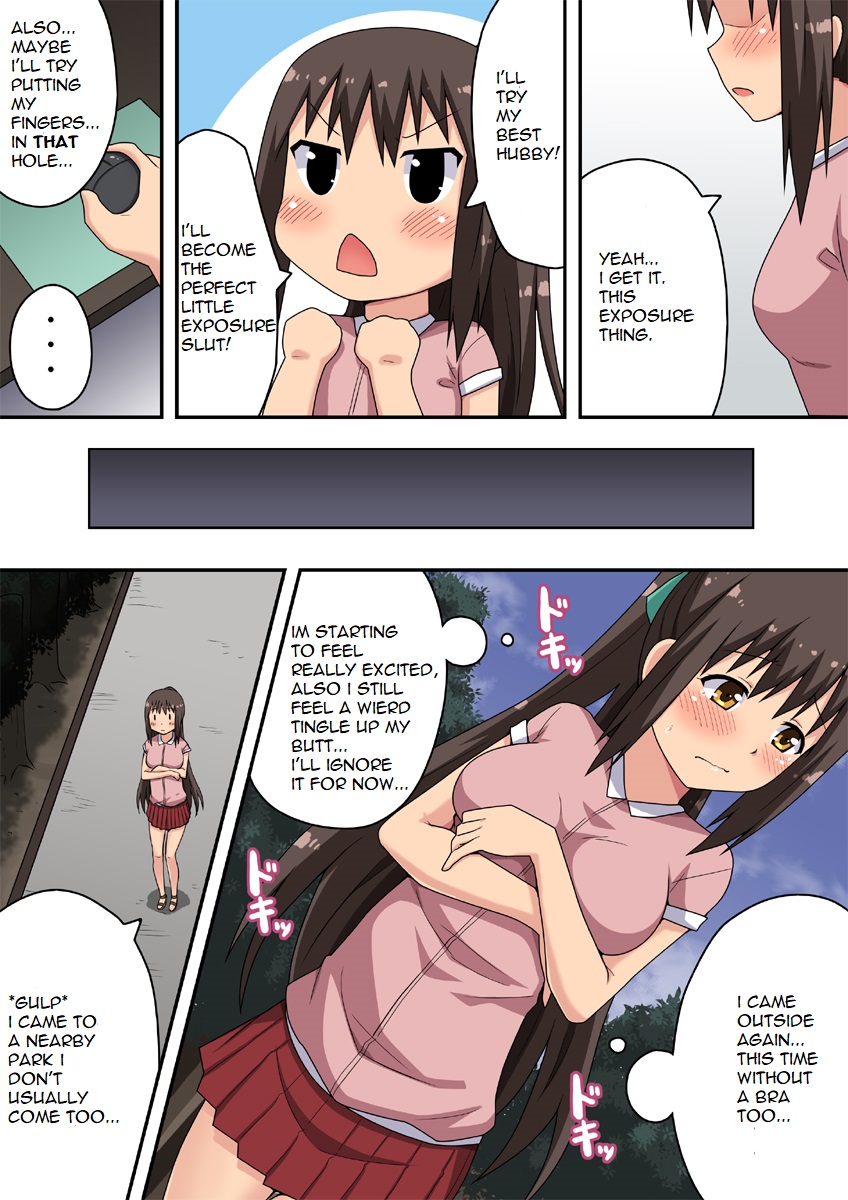 YEAH...
I GET IT.
THIS
EXPOSURE
THING.
I'LL
TRY
MY
BEST
HUBBY!
I'LL
BECOME
THE
PERFECT
LITTLE
EXPOSURE
SLUT!
ALSO...
MAYBE
I'LL TRY
PUTTING
MY
FINGERS...
IN THAT
HOLE...
...
ドキッ
I CAME
OUTSIDE
AGAIN...
THIS TIME
WITHOUT
A BRA
TOO...
ドキッ
IM STARTING
TO FEEL
REALLY EXCITED,
ALSO I STILL
FEEL A WIERD
TINGLE UP MY
BUTT...
I'LL IGNORE
IT FOR NOW...
ドキッ
*GULP*
I CAME TO
A NEARBY
PARK I
DON'T
USUALLY
COME TOO...